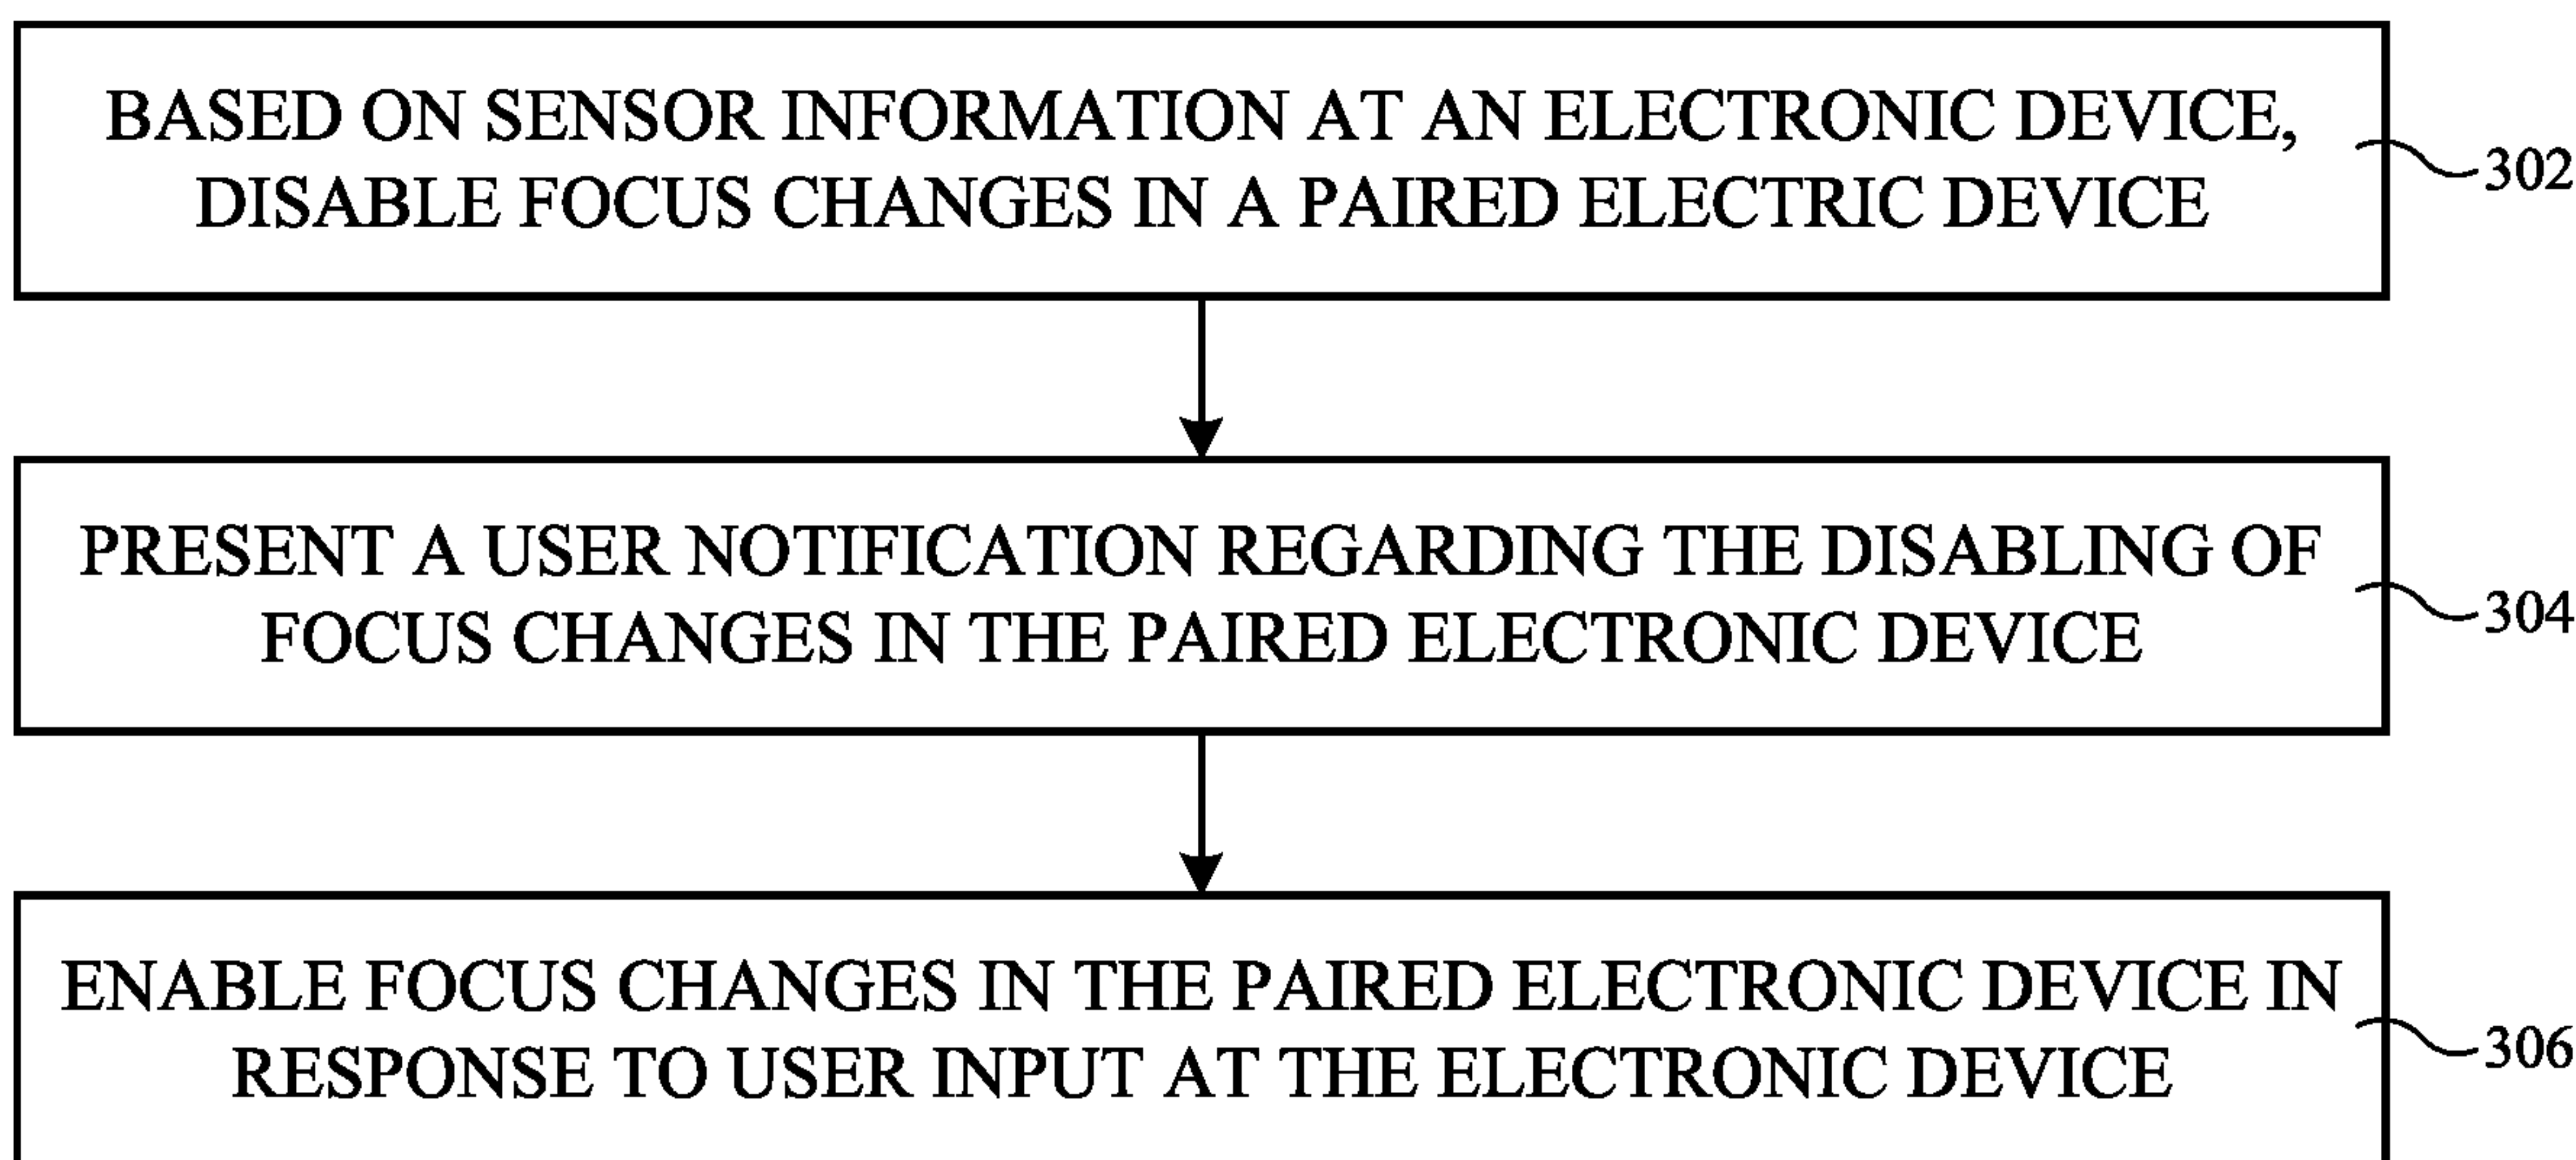 BASED ON SENSOR INFORMATION AT AN ELECTRONIC DEVICE,
DISABLE FOCUS CHANGES IN A PAIRED ELECTRIC DEVICE
302
PRESENT A USER NOTIFICATION REGARDING THE DISABLING OF
FOCUS CHANGES IN THE PAIRED ELECTRONIC DEVICE
304
ENABLE FOCUS CHANGES IN THE PAIRED ELECTRONIC DEVICE IN
RESPONSE TO USER INPUT AT THE ELECTRONIC DEVICE
306